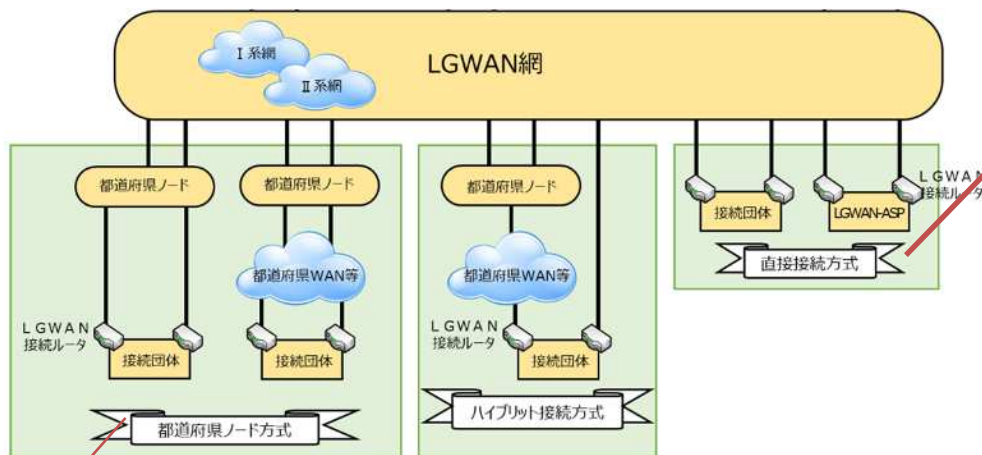 LGWAN網
Ⅰ系網
Ⅱ系網
都道府県ノード
都道府県ノード
都道府県WAN等
LGWAN
接続ルータ
接続団体
接続団体
都道府県ノード方式
都道府県ノード
都道府県WAN等
LGWAN
接続ルータ
接続団体
ハイブリット接続方式
LGWAN
接続ルータ
接続団体
LGWAN-ASP
直接接続方式